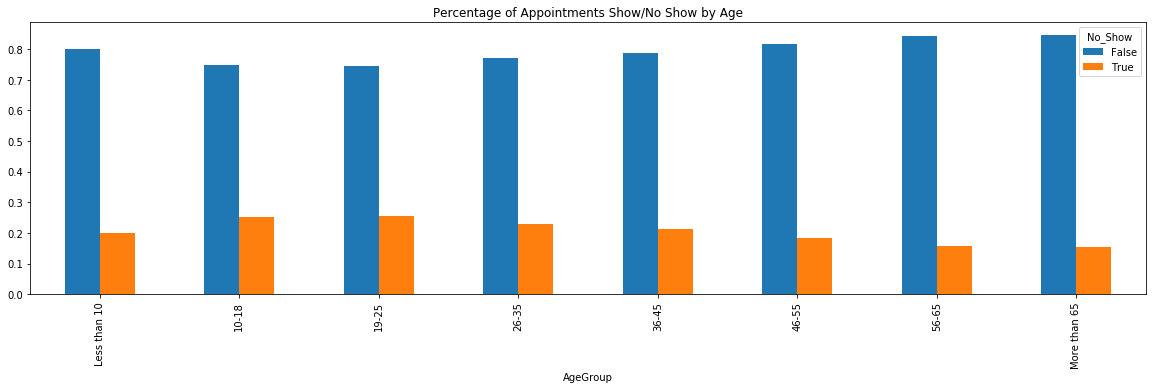 Percentage of Appointments Show/No Show by Age
No_Show
False
True
0.8
0.7
0.6
0.5
0.4
0.3
0.2
0.1
0.0
Less than 10
10-18
19-25
26-35
36-45
46-55
56-65
More than 65
AgeGroup